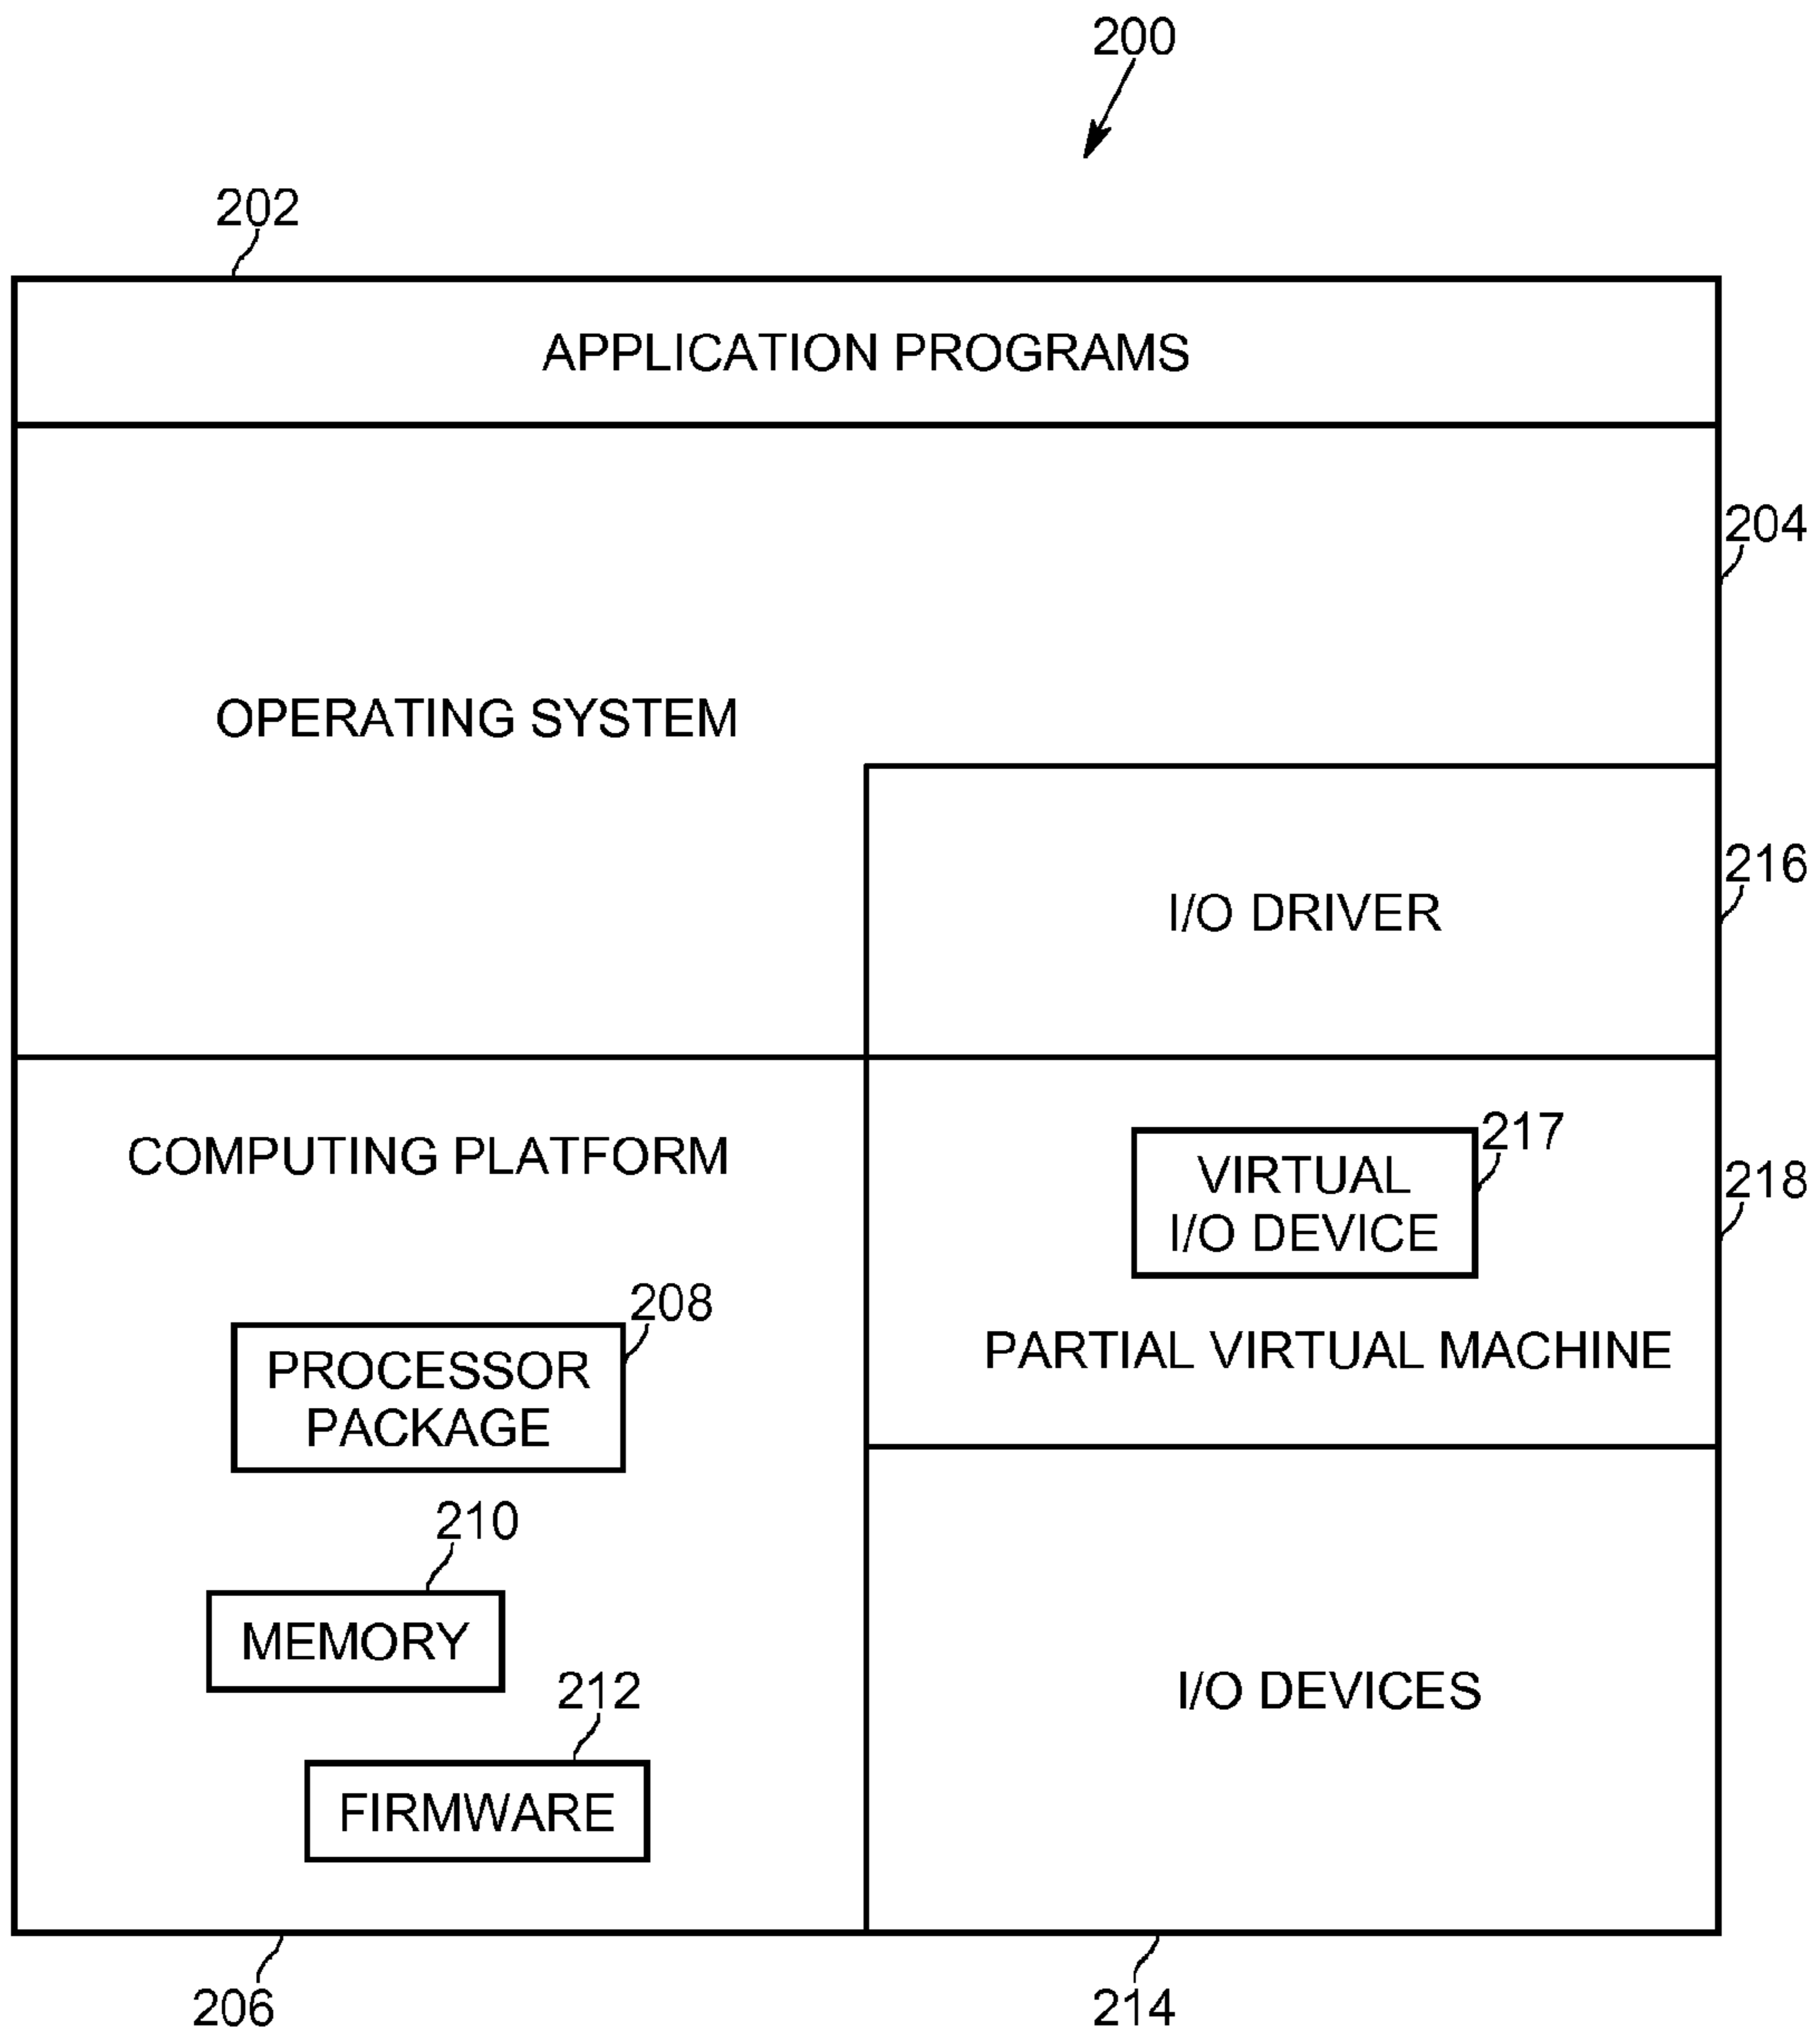 200
202
APPLICATION PROGRAMS
204
OPERATING SYSTEM
216
I/O DRIVER
COMPUTING PLATFORM
217
VIRTUAL
I/O DEVICE
218
208
PROCESSOR
PACKAGE
PARTIAL VIRTUAL MACHINE
210
MEMORY
212
FIRMWARE
I/O DEVICES
206
214